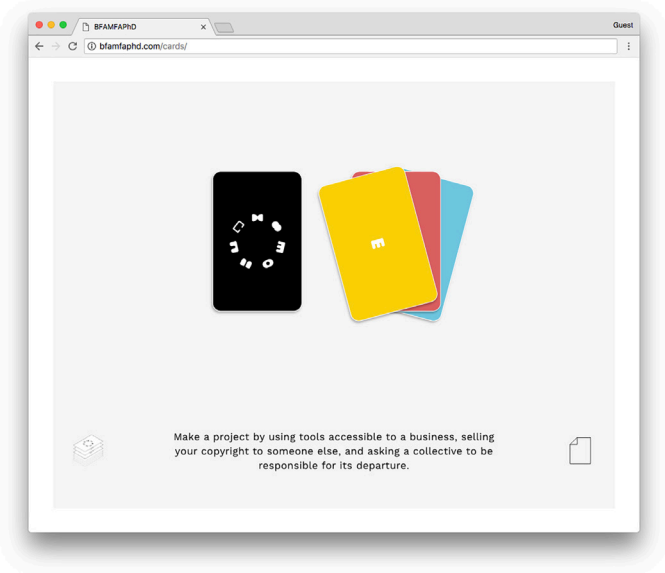 BFAMFAPhD
Guest
bfamfaphd.com/cards/
E
Make a project by using tools accessible to a business, selling
your copyright to someone else, and asking a collective to be
responsible for its departure.